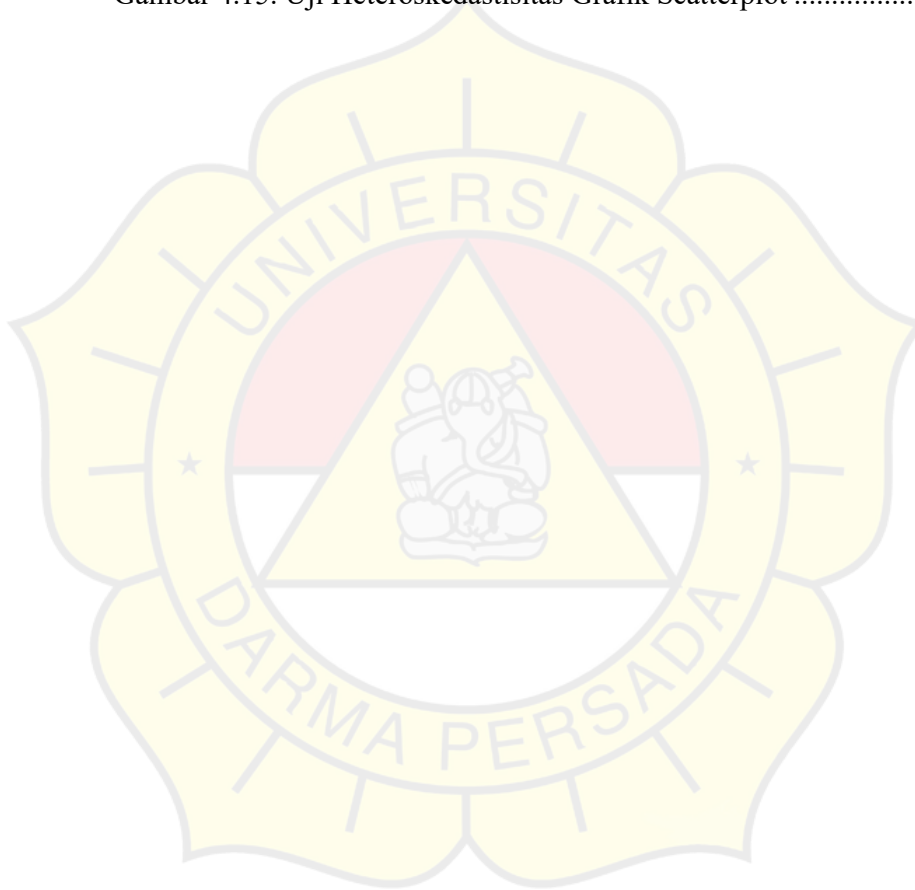 Gambar 4.15. Uji Heteroskedastisitas Grafik Scatterplot ................
UNIVERSITAS
DARMA PERSADA